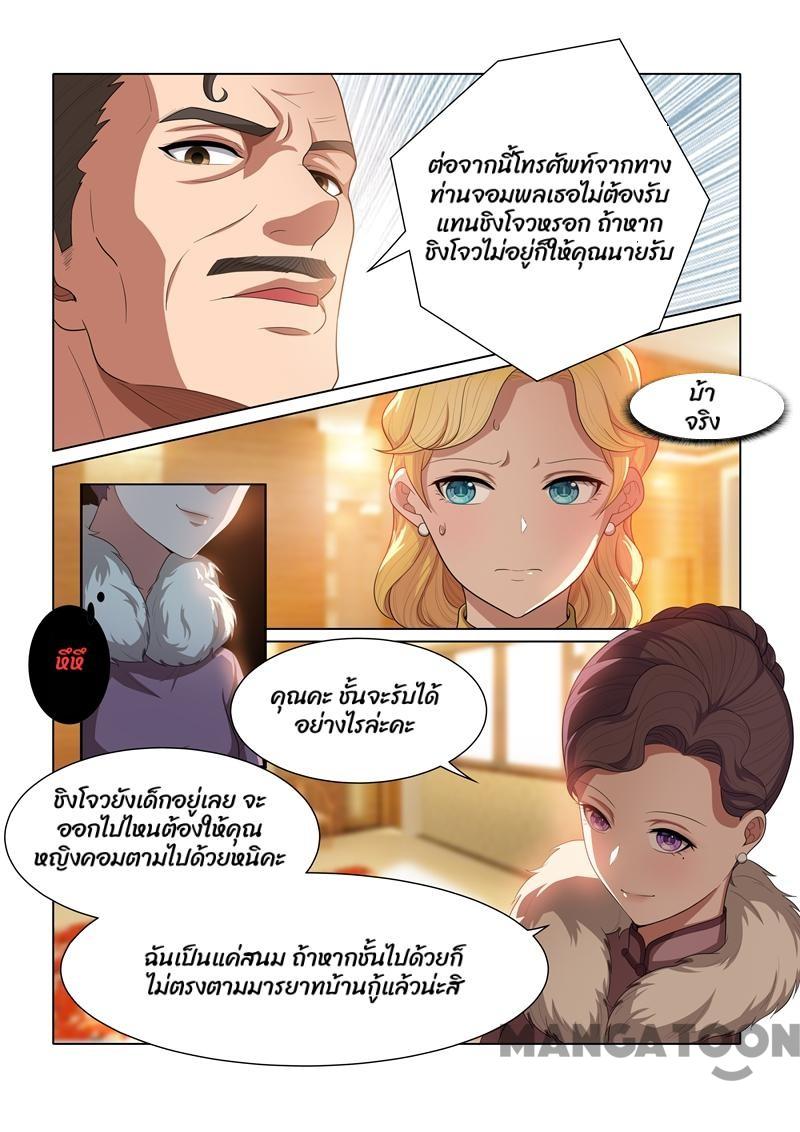 ต่อจากนี้โทรศัพท์จากทาง
ท่านจอมพลเธอไม่ต้องรับ
แทนชิงโจวหรอก ถ้าหาก
ชิงโจวไม่อยู่ก็ให้คุณนายรับ
บ้า
จริง
หึหึ
คุณคะ ชั้นจะรับได้
อย่างไรล่ะคะ
ชิงโจวยังเด็กอยู่เลย จะ
ออกไปไหนต้องให้คุณ
หญิงคอมตามไปด้วยหนิคะ
ฉันเป็นแค่สนม ถ้าหากชั้นไปด้วยก็
ไม่ตรงตามมารยาทบ้านกู้แล้วน่ะสิ
MANGATOON